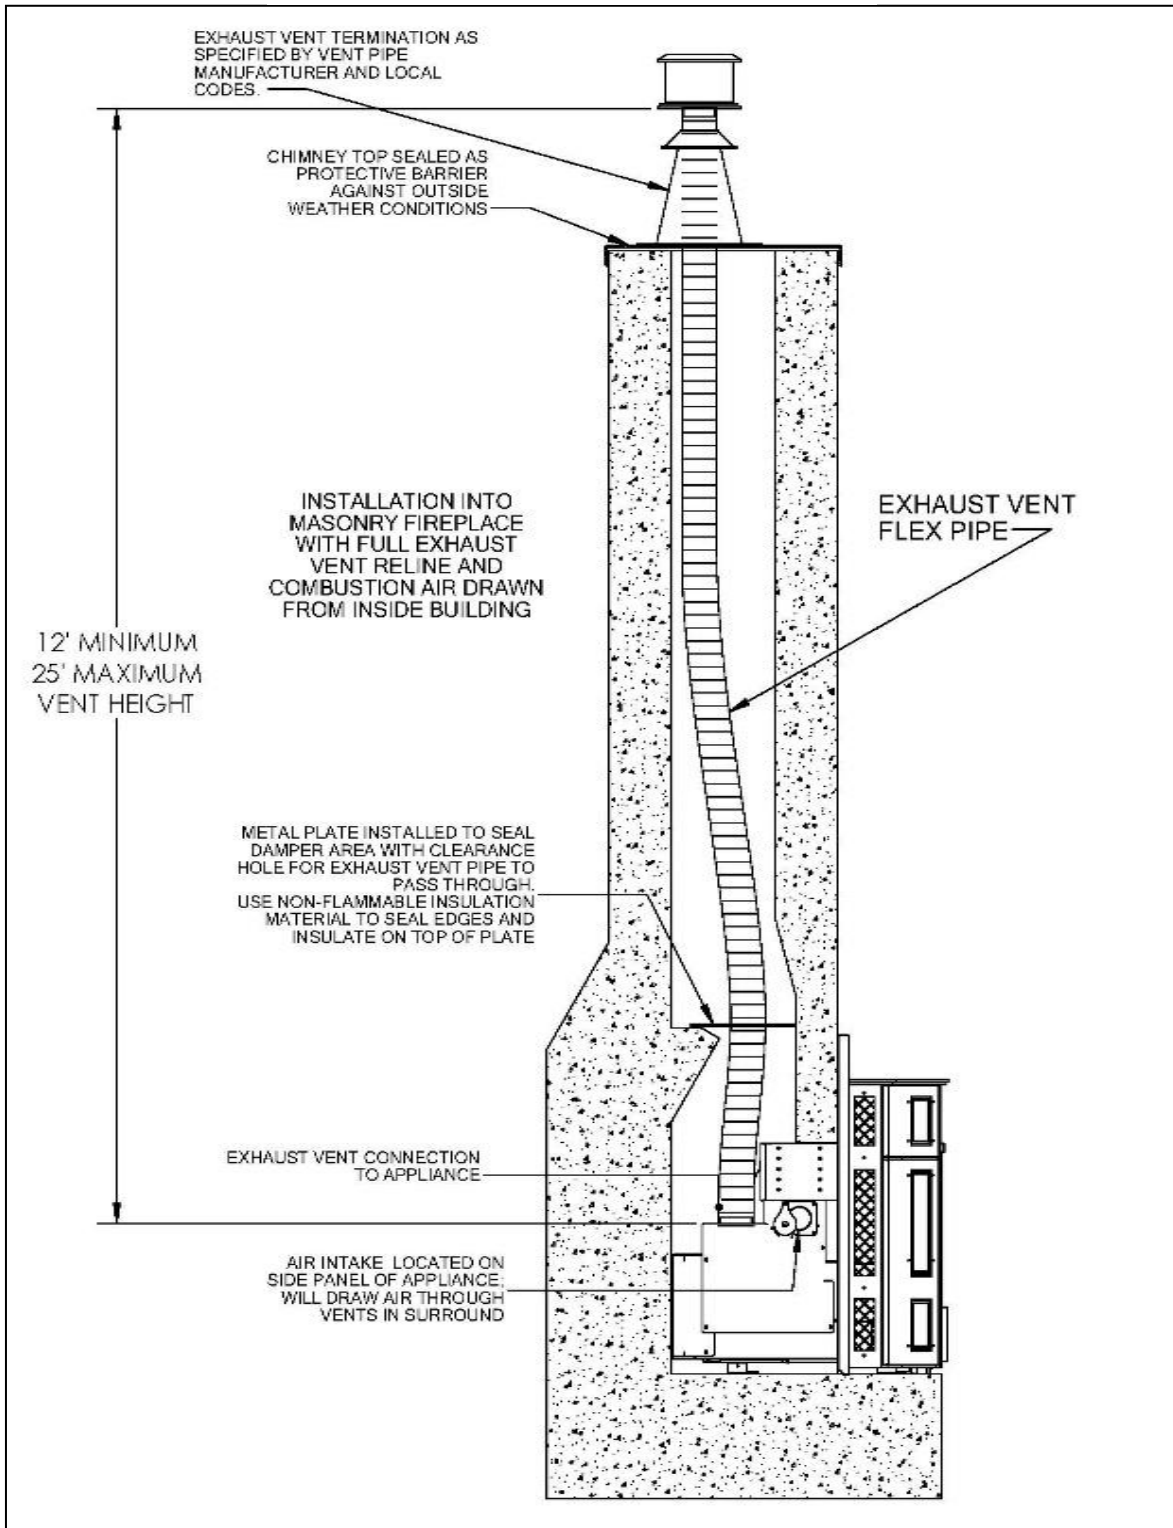 EXHAUST VENT TERMINATION AS
SPECIFIED BY VENT PIPE
MANUFACTURER AND LOCAL
CODES.
CHIMNEY TOP SEALED AS
PROTECTIVE BARRIER
AGAINST OUTSIDE
WEATHER CONDITIONS
INSTALLATION INTO
MASONRY FIREPLACE
WITH FULL EXHAUST
VENT RELINE AND
COMBUSTION AIR DRAWN
FROM INSIDE BUILDING
EXHAUST VENT
FLEX PIPE
12' MINIMUM
25' MAXIMUM
VENT HEIGHT
METAL PLATE INSTALLED TO SEAL
DAMPER AREA WITH CLEARANCE
HOLE FOR EXHAUST VENT PIPE TO
PASS THROUGH.
USE NON-FLAMMABLE INSULATION
MATERIAL TO SEAL EDGES AND
INSULATE ON TOP OF PLATE
EXHAUST VENT CONNECTION
TO APPLIANCE
AIR INTAKE LOCATED ON
SIDE PANEL OF APPLIANCE;
WILL DRAW AIR THROUGH
VENTS IN SURROUND